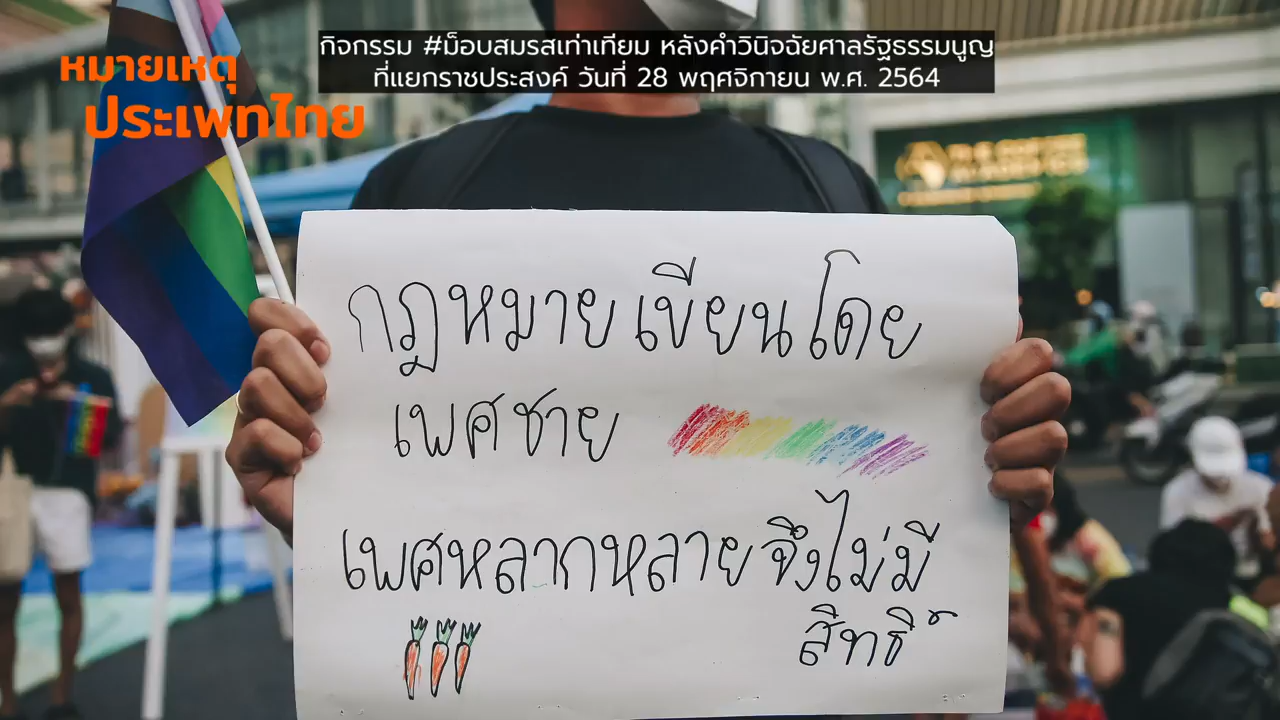 กิจกรรม #ม็อบสมรสเท่าเทียม หลังคำวินิจฉัยศาลรัฐธรรมนูญ
ที่แยกราชประสงค์ วันที่ 28 พฤศจิกายน พ.ศ. 2564
หมายเหตุ
ประเพทไทย
กฎหมายเขียนโดย
เพศชาย
เพศหลากหลายจึงไม่มี
สิทธิ์